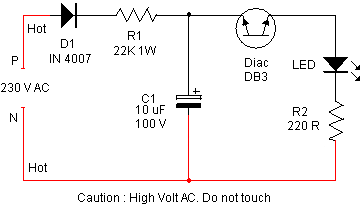 Hot
D1
IN 4007
R1
22K 1W
P
230 V AC
N
Hot
C1
10 uF
100 V
+
Diac
DB3
LED
R2
220 R
Caution : High Volt AC. Do not touch